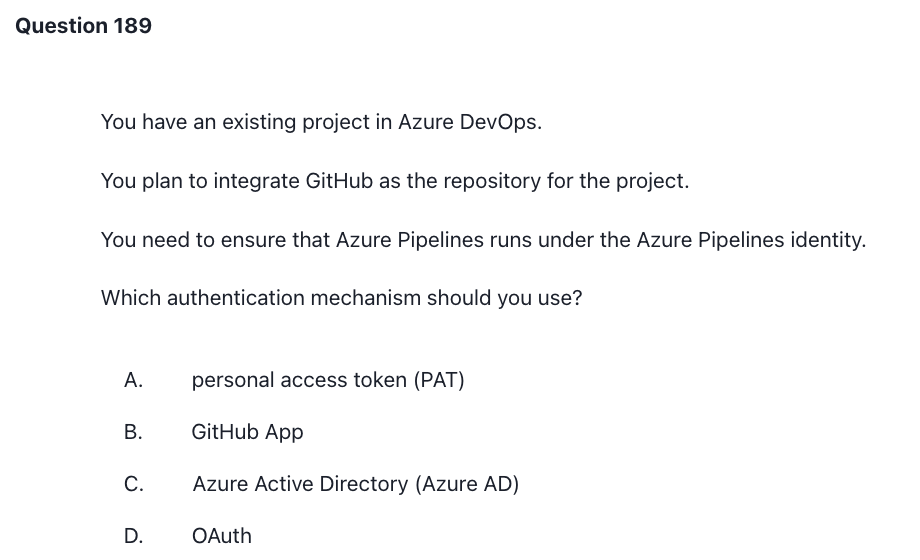 Question 189
You have an existing project in Azure DevOps.
You plan to integrate GitHub as the repository for the project.
You need to ensure that Azure Pipelines runs under the Azure Pipelines identity.
Which authentication mechanism should you use?
A. personal access token (PAT)
B. GitHub App
C. Azure Active Directory (Azure AD)
D. OAuth